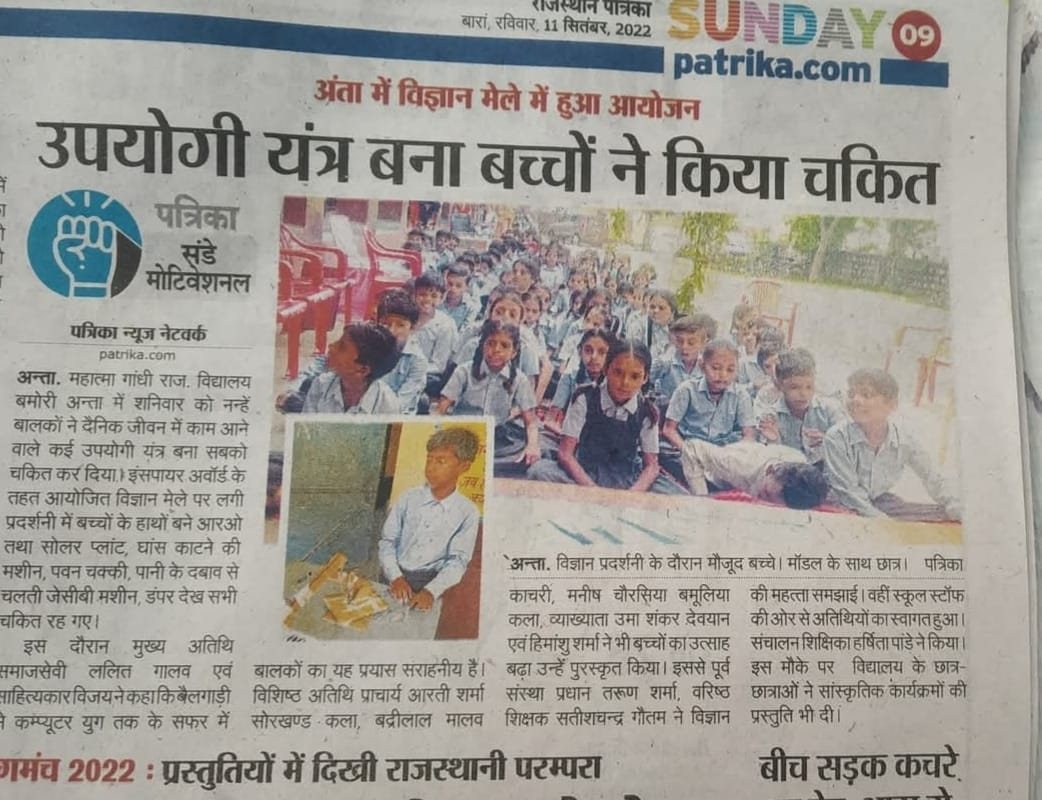 राजस्थान पत्रिका
बारां, रविवार, 11 सितंबर, 2022
SUNDAY
patrika.com
09
अंता में विज्ञान मेले में हुआ आयोजन
उपयोगी यंत्र बना बच्चों ने किया चकित
पत्रिका
संडे
मोटिवेशनल
पत्रिका न्यूज नेटवर्क
patrika.com
अन्ता. महात्मा गांधी राज. विद्यालय
बमोरी अन्ता में शनिवार को नन्हें
बालकों ने दैनिक जीवन में काम आने
वाले कई उपयोगी यंत्र बना सबको
चकित कर दिया। इंसपायर अवॉर्ड के
तहत आयोजित विज्ञान मेले पर लगी
प्रदर्शनी में बच्चों के हाथों बने आरओ
तथा सोलर प्लांट, घांस काटने की
मशीन, पवन चक्की, पानी के दबाव से
चलती जेसीबी मशीन, डंपर देख सभी
चकित रह गए।
इस दौरान मुख्य अतिथि
समाजसेवी ललित गालव एवं
साहित्यकार विजय ने कहा कि बैलगाड़ी
से कम्प्यूटर युग तक के सफर में
बालकों का यह प्रयास सराहनीय है।
विशिष्ठ अतिथि प्राचार्य आरती शर्मा
सोरखण्ड कला, बद्रीलाल मालव
अन्ता. विज्ञान प्रदर्शनी के दौरान मौजूद बच्चे। मॉडल के साथ छात्र। पत्रिका
काचरी, मनीष चौरसिया बमूलिया
कला, व्याख्याता उमा शंकर देवयान
एवं हिमांशु शर्मा ने भी बच्चों का उत्साह
बढ़ा उन्हें पुरस्कृत किया। इससे पूर्व
संस्था प्रधान तरूण शर्मा, वरिष्ठ
शिक्षक सतीशचन्द्र गौतम ने विज्ञान
की महत्ता समझाई। वहीं स्कूल स्टॉफ
की ओर से अतिथियों का स्वागत हुआ।
संचालन शिक्षिका हर्षिता पांडे ने किया।
इस मौके पर विद्यालय के छात्र-
छात्राओं ने सांस्कृतिक कार्यक्रमों की
प्रस्तुति भी दी।
गमंच 2022 : प्रस्तुतियों में दिखी राजस्थानी परम्परा
बीच सड़क कचरे